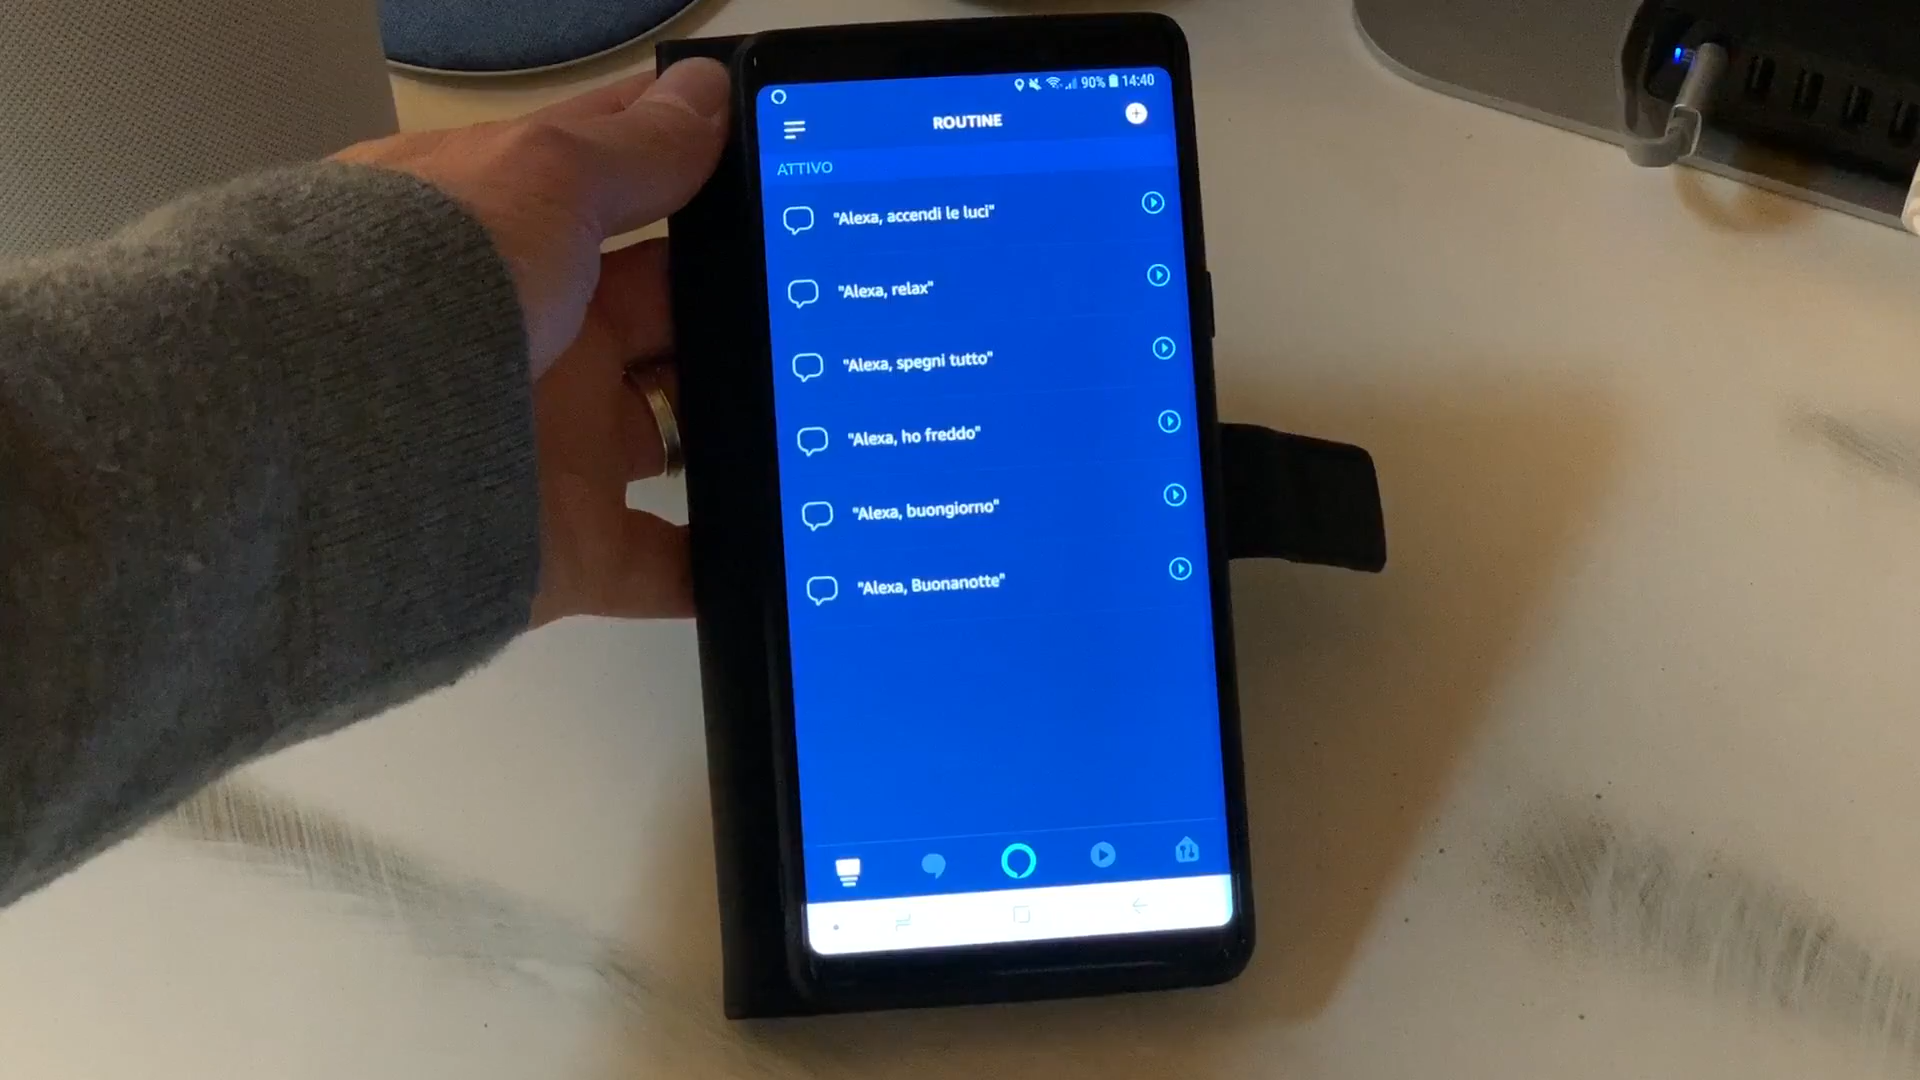 90% 14:40
ROUTINE
ATTIVO
"Alexa, accendi le luci"
"Alexa, relax"
"Alexa, spegni tutto"
"Alexa, ho freddo"
"Alexa, buongiorno"
"Alexa, Buonanotte"